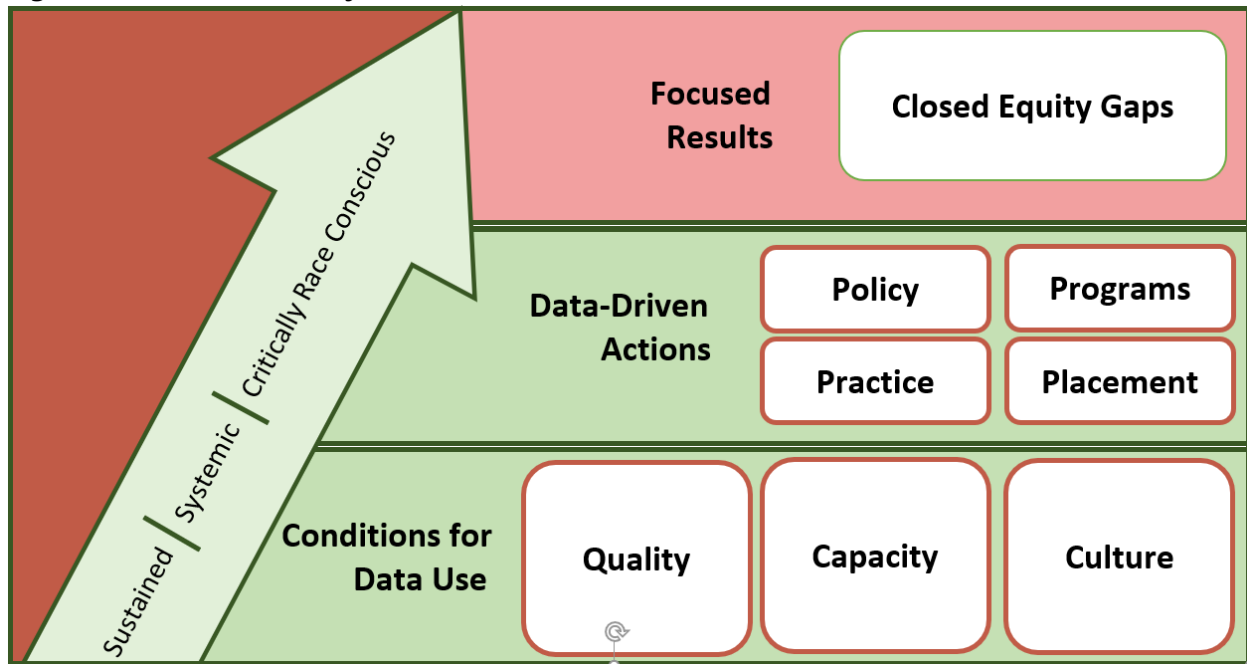 Focused
Results
Closed Equity Gaps
Data-Driven
Actions
Policy
Programs
Practice
Placement
Conditions for
Data Use
Quality
Capacity
Culture
Sustained
Systemic
Critically Race Conscious